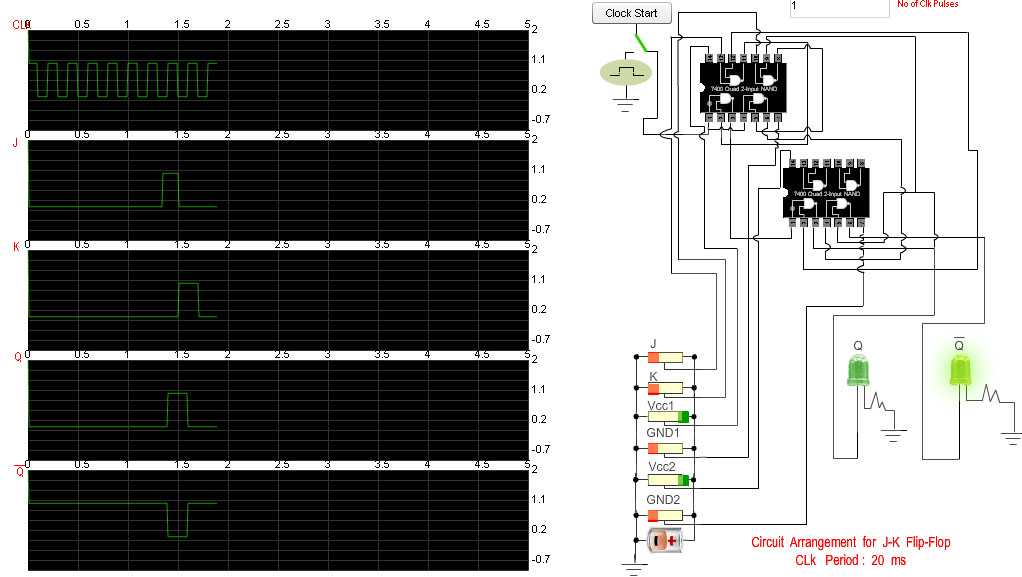 CLK
0 0.5 1 1.5 2 2.5 3 3.5 4 4.5 5
2
1.1
0.2
-0.7
J
0 0.5 1 1.5 2 2.5 3 3.5 4 4.5 5
2
1.1
0.2
-0.7
K
0 0.5 1 1.5 2 2.5 3 3.5 4 4.5 5
2
1.1
0.2
-0.7
Q
0 0.5 1 1.5 2 2.5 3 3.5 4 4.5 5
2
1.1
0.2
-0.7
Q
0 0.5 1 1.5 2 2.5 3 3.5 4 4.5 5
2
1.1
0.2
-0.7
Clock Start
1
No of Clk Pulses
7400 Quad 2-Input NAND
7400 Quad 2-Input NAND
J
K
Vcc1
GND1
Vcc2
GND2
Q
Q
Circuit Arrangement for J-K Flip-Flop
CLk Period : 20 ms